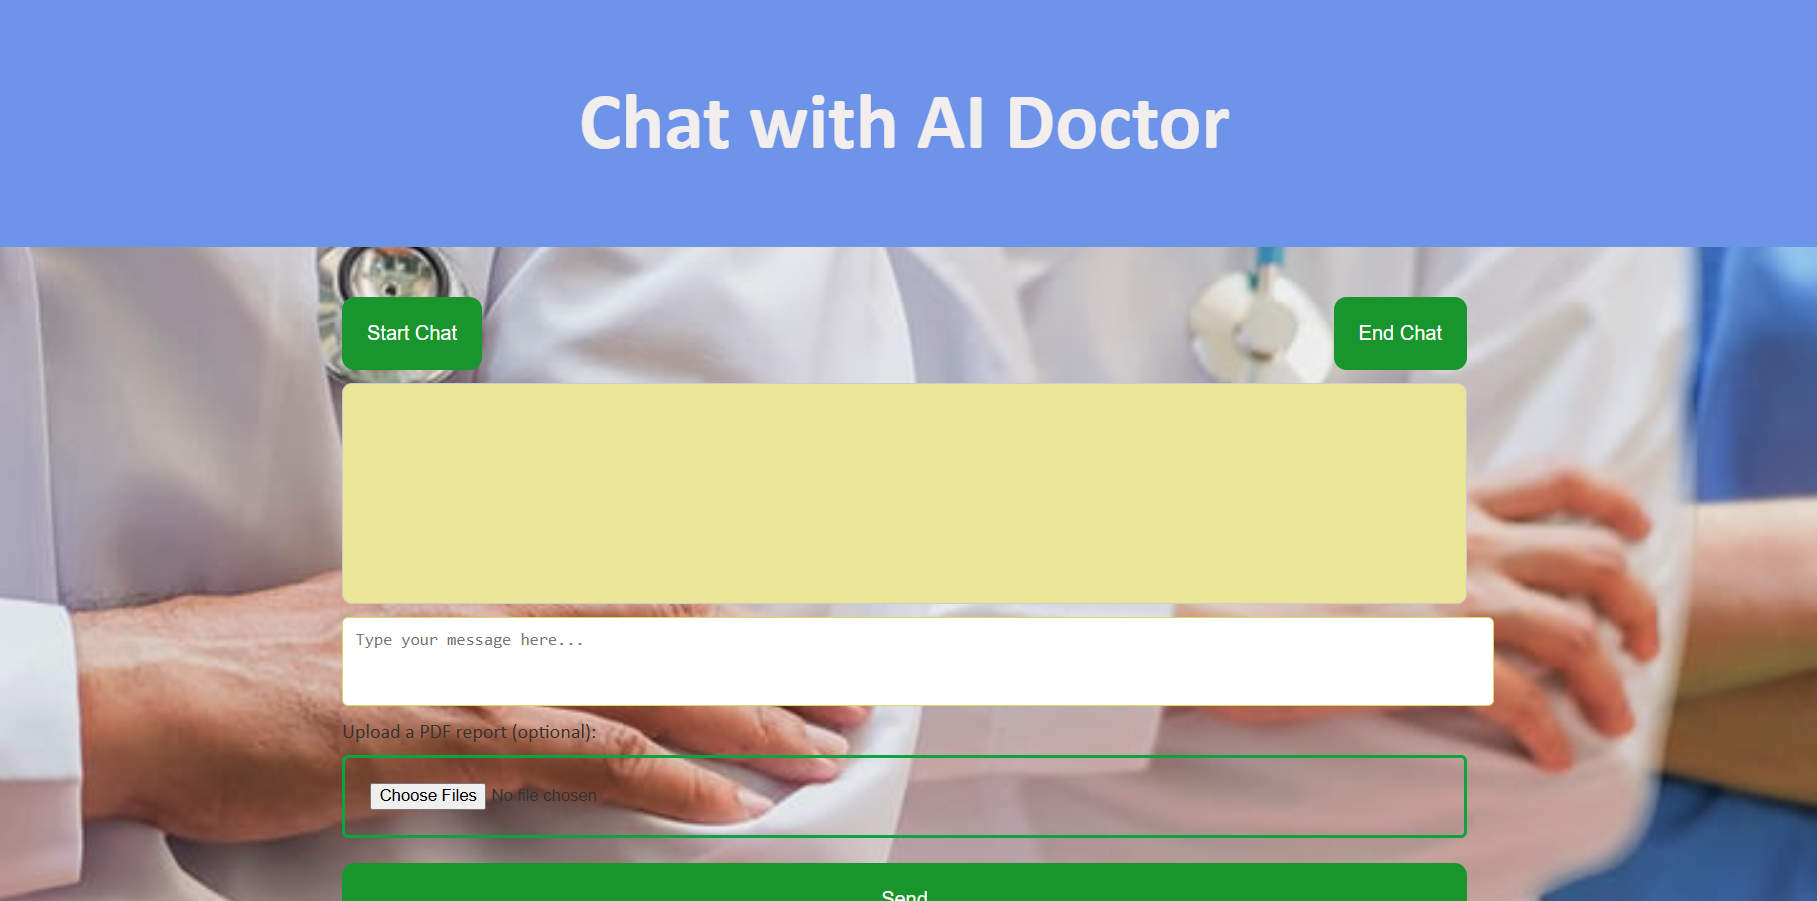 Chat with AI Doctor
Start Chat
End Chat
Type your message here...
Upload a PDF report (optional):
Choose Files No file chosen
Send